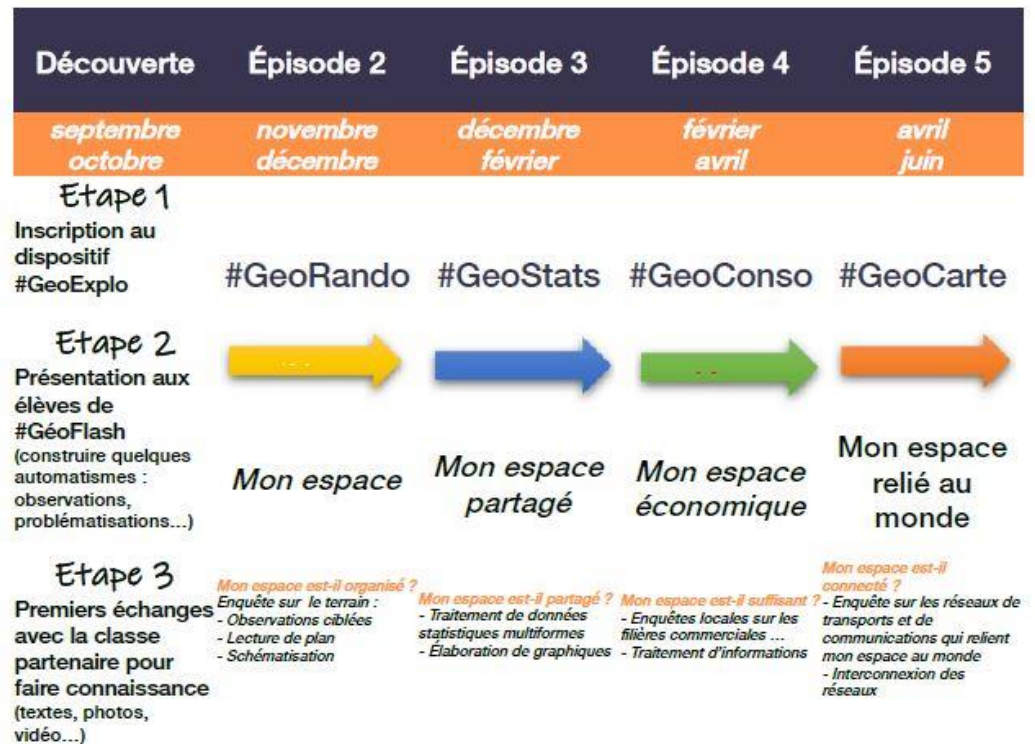 Découverte
Épisode 2
Épisode 3
Épisode 4
Épisode 5
septembre
octobre
novembre
décembre
décembre
février
février
avril
avril
juin
Etape 1
Inscription au
dispositif
#GeoExplo
#GeoRando
#GeoStats
#GeoConso
#GeoCarte
Etape 2
Présentation aux
élèves de
#GéoFlash
(construire quelques
automatismes :
observations,
problématisations...)
Mon espace
Mon espace
partagé
Mon espace
économique
Mon espace
relié au
monde
Etape 3
Premiers échanges
avec la classe
partenaire pour
faire connaissance
(textes, photos,
vidéo...)
Mon espace est-il organisé ?
Enquête sur le terrain :
- Observations ciblées
- Lecture de plan
- Schématisation
Mon espace est-il partagé ?
- Traitement de données
statistiques multiformes
- Élaboration de graphiques
Mon espace est-il suffisant ?
- Enquêtes locales sur les
filières commerciales ...
- Traitement d'informations
Mon espace est-il
connecté ?
- Enquête sur les réseaux de
transports et de
communications qui relient
mon espace au monde
- Interconnexion des
réseaux